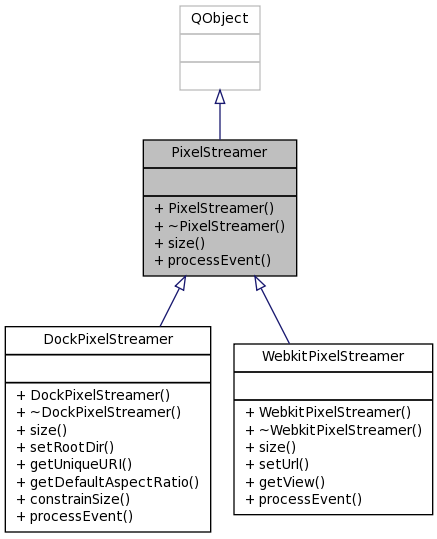 QObject
PixelStreamer
+ PixelStreamer()
+ ~PixelStreamer()
+ size()
+ processEvent()
DockPixelStreamer
+ DockPixelStreamer()
+ ~DockPixelStreamer()
+ size()
+ setRootDir()
+ getUniqueURI()
+ getDefaultAspectRatio()
+ constrainSize()
+ processEvent()
WebkitPixelStreamer
+ WebkitPixelStreamer()
+ ~WebkitPixelStreamer()
+ size()
+ setUrl()
+ getView()
+ processEvent()